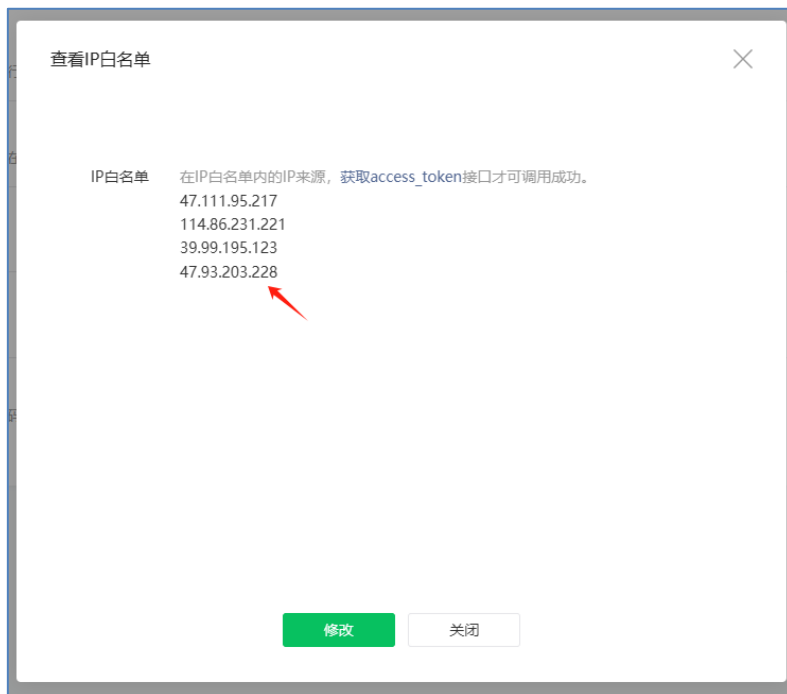 查看IP白名单
IP白名单
在IP白名单内的IP来源，获取access_token接口才可调用成功。
47.111.95.217
114.86.231.221
39.99.195.123
47.93.203.228
修改
关闭